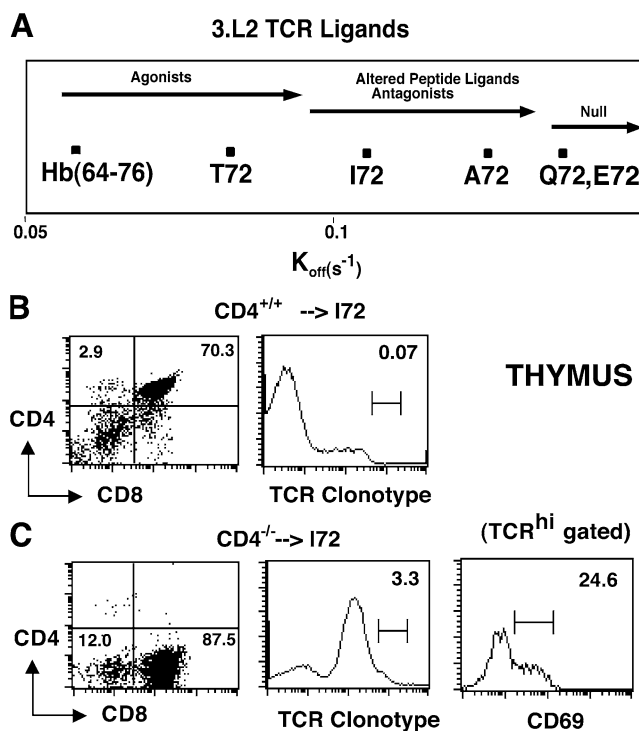 A
3.L2 TCR Ligands
Agonists
Altered Peptide Ligands
Antagonists
Null
Hb(64-76)
T72
I72
A72
Q72,E72
0.05
0.1
Koff(s-1)
B
CD4+/+ --> I72
2.9
70.3
0.07
THYMUS
CD4
CD8
TCR Clonotype
C
CD4-/--->I72
(TCRhi gated)
3.3
24.6
CD4
12.0
87.5
CD8
TCR Clonotype
CD69